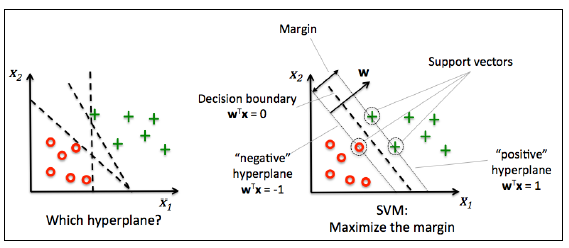 x₂
x₁
Which hyperplane?
Margin
Support vectors
x₂
w
Decision boundary
wᵀx = 0
“negative”
hyperplane
wᵀx = -1
“positive”
hyperplane
wᵀx = 1
x₁
SVM:
Maximize the margin